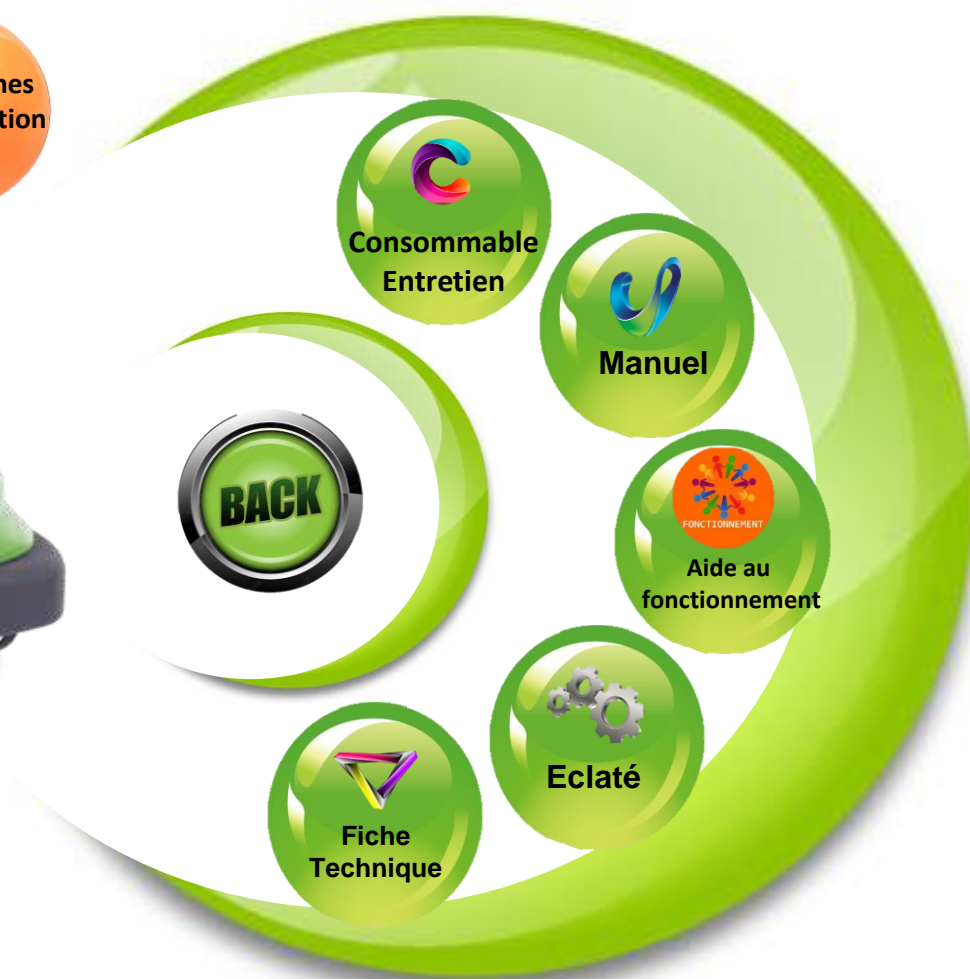 Consommable
Entretien
Manuel
BACK
FONCTIONNEMENT
Aide au
fonctionnement
Eclaté
Fiche
Technique